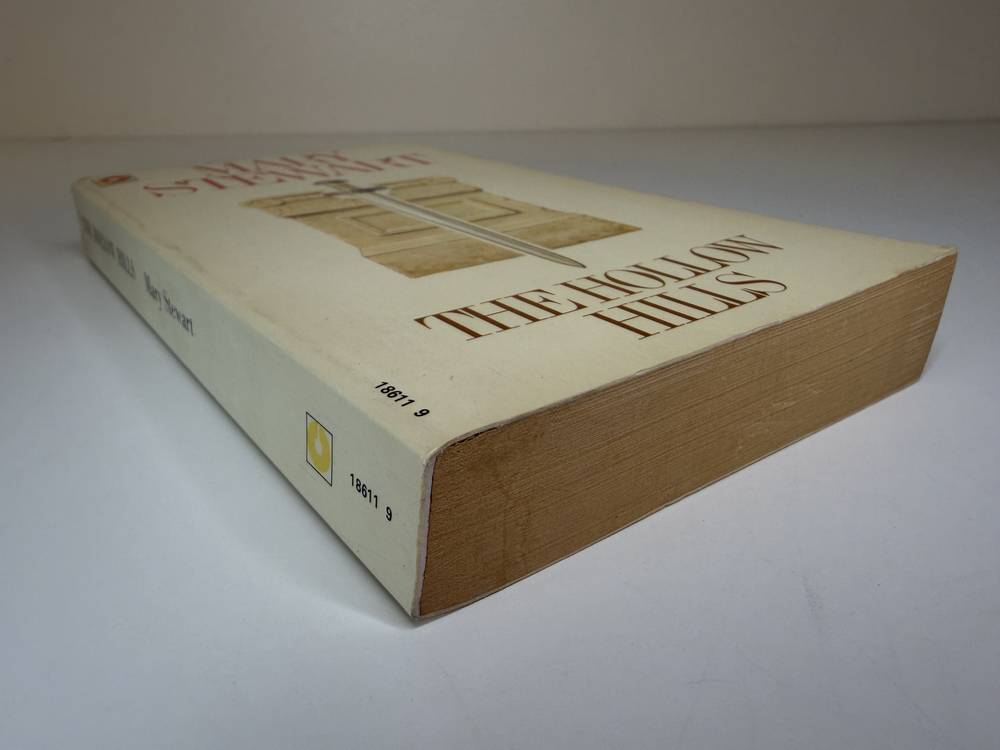 MARY
STEWART
THE HOLLOW
HILLS
18611 9
THE HOLLOW HILLS
Mary Stewart
18611 9